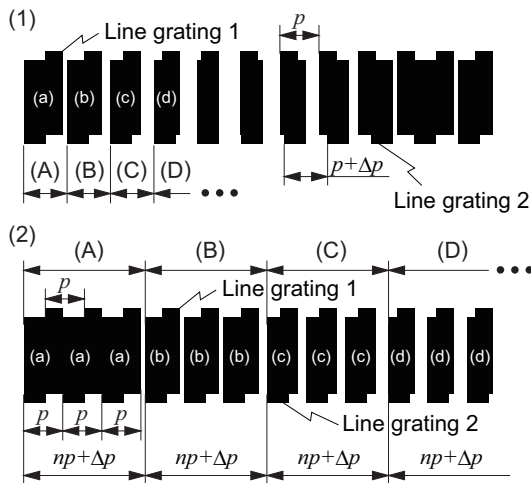 (1)
Line grating 1
p
(a) (b) (c) (d)
(A) (B) (C) (D)
p+Δp
Line grating 2
(2)
(A) (B) (C) (D)
p
Line grating 1
(a) (a) (a) (b) (b) (b) (c) (c) (c) (d) (d) (d)
p p p
Line grating 2
np+Δp np+Δp np+Δp np+Δp